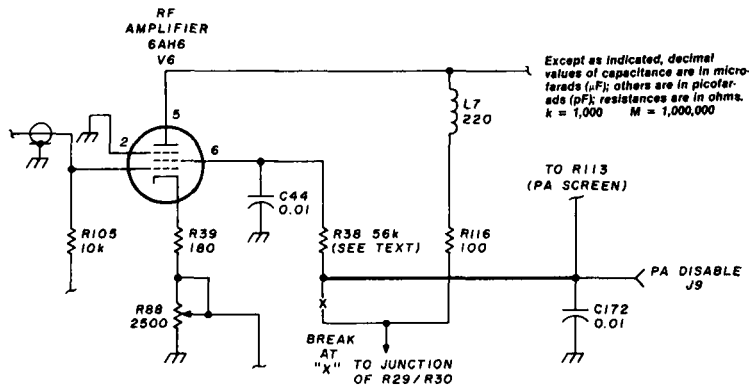 RF
AMPLIFIER
6AH6
V6
Except as indicated, decimal
values of capacitance are in micro-
farads (µF); others are in picofar-
ads (pF); resistances are in ohms.
k = 1,000 M = 1,000,000
5
2
6
L7
220
TO R113
(PA SCREEN)
C44
0.01
R105
10k
R39
180
R38 56k
(SEE TEXT)
R116
100
PA DISABLE
J9
R88
2500
X
C172
0.01
BREAK
AT
"X"
TO JUNCTION
OF R29/R30